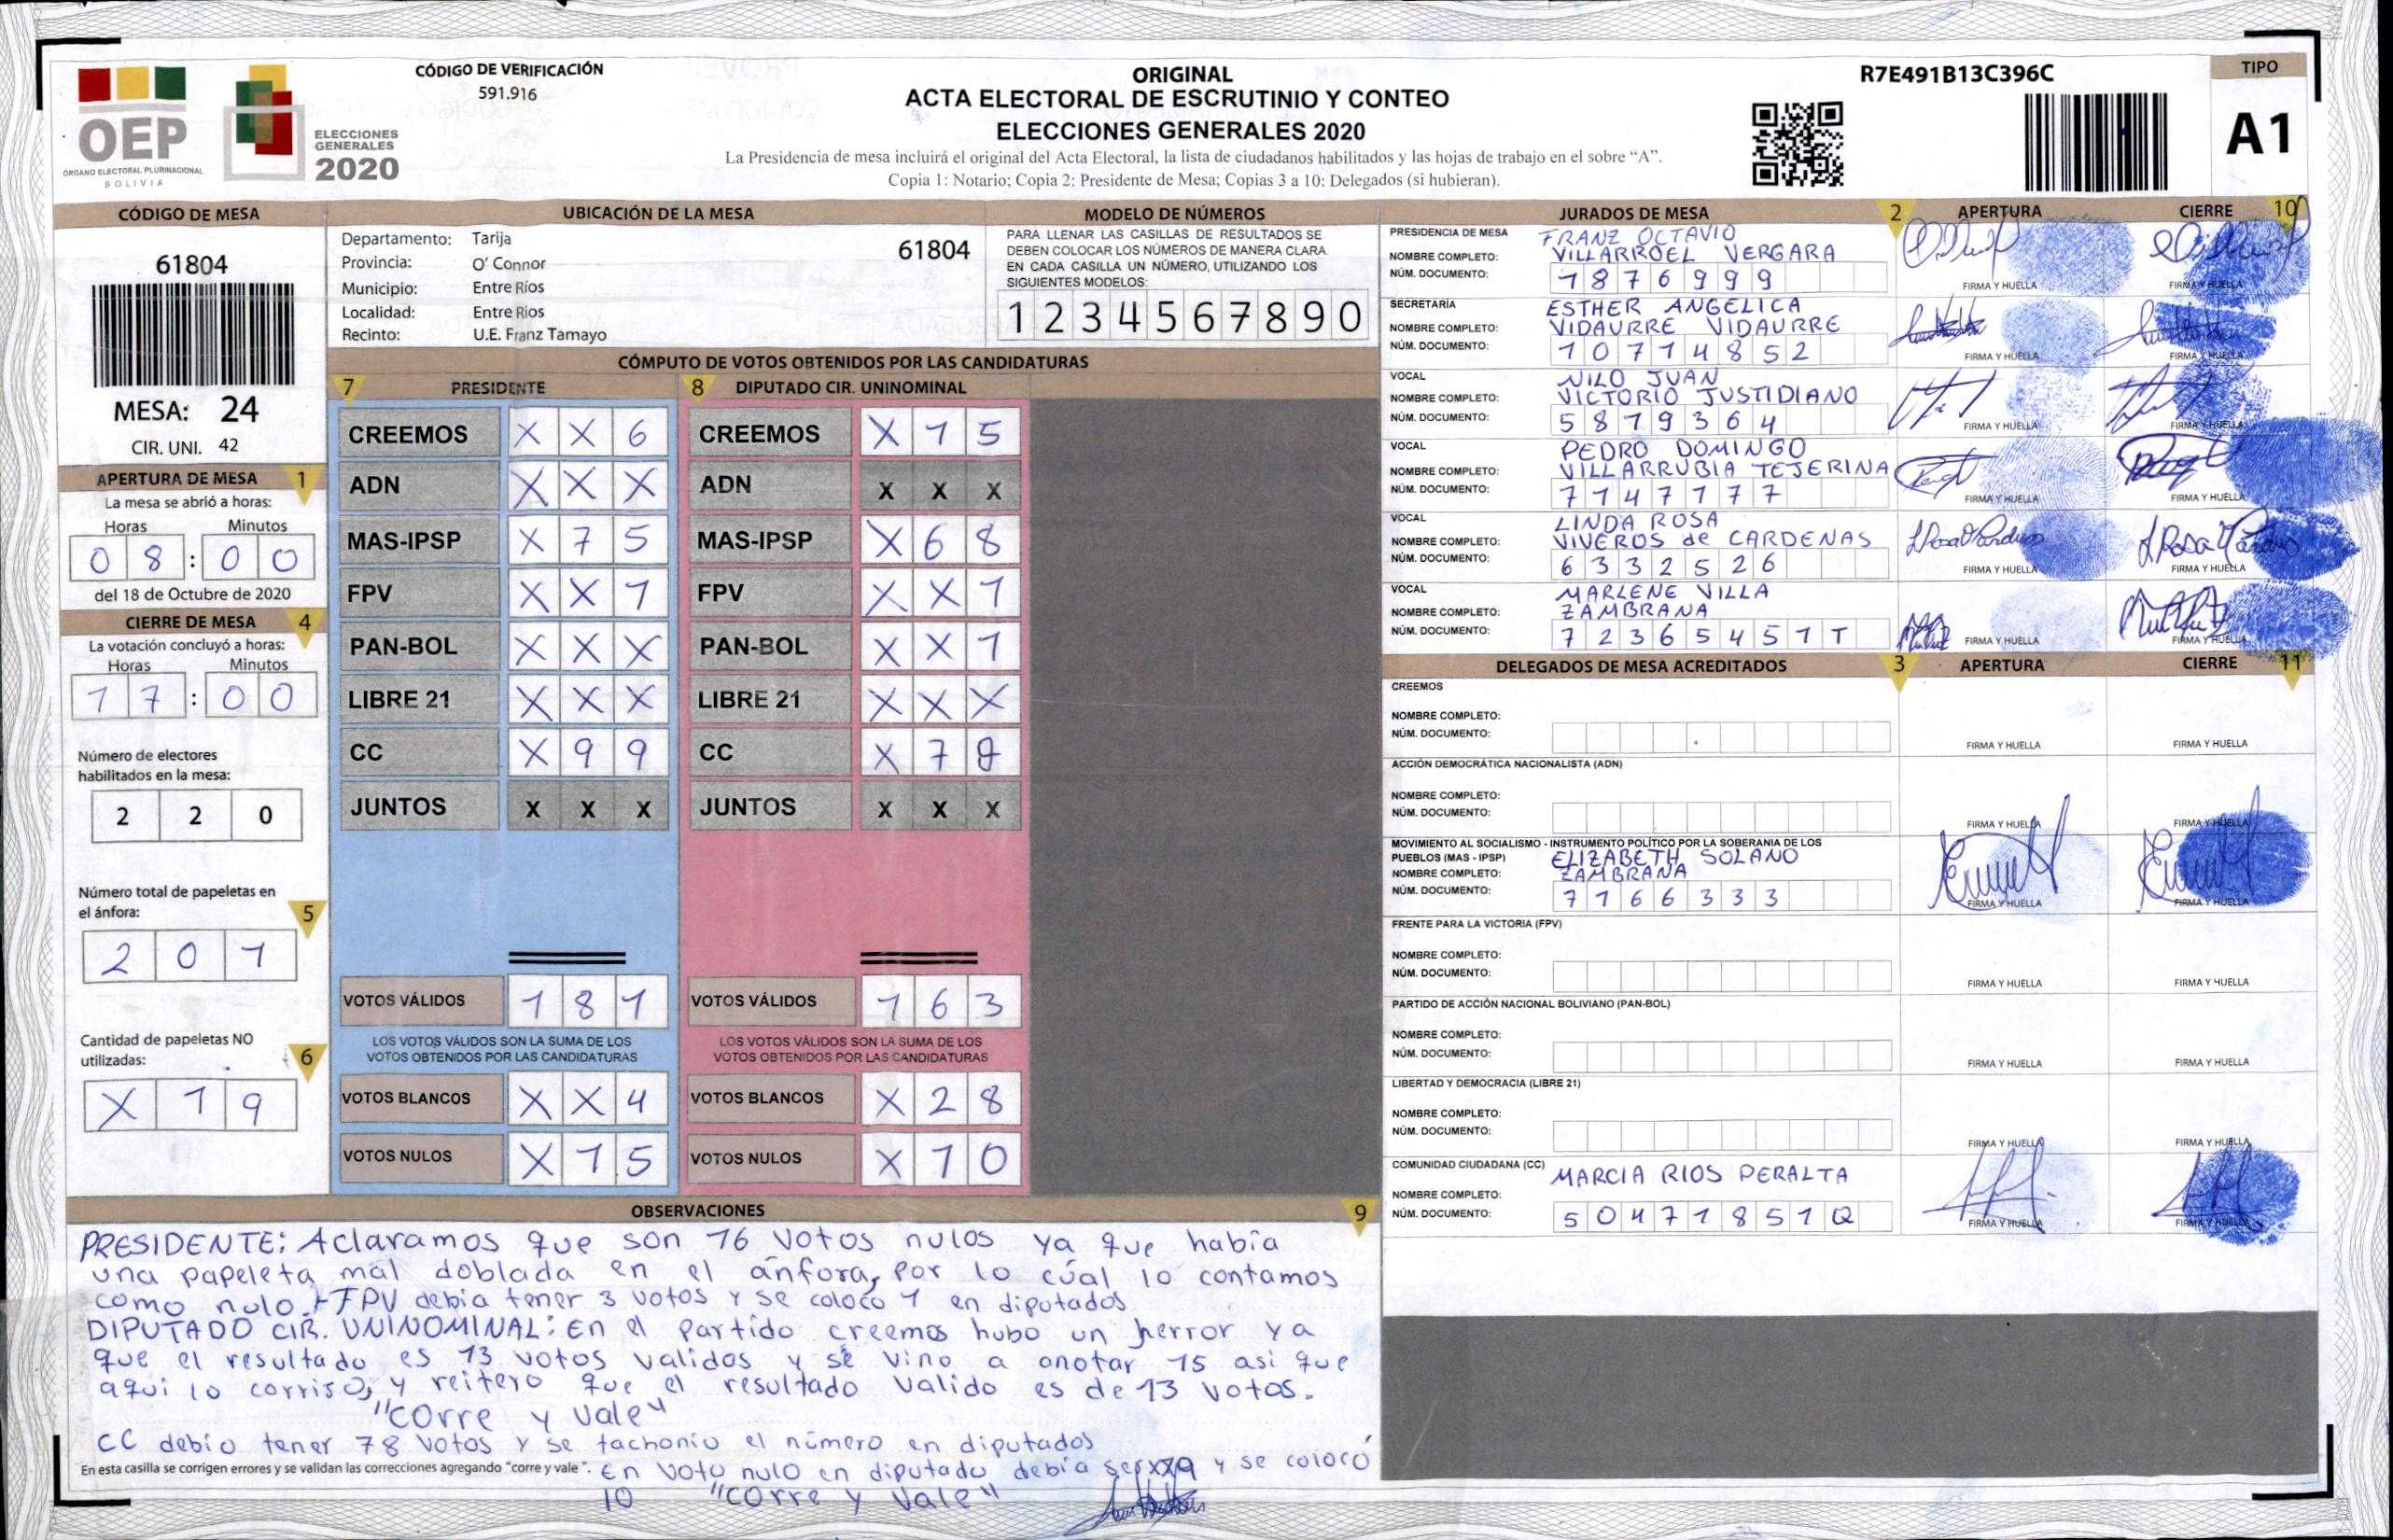 OEP
ÓRGANO ELECTORAL PLURINACIONAL
BOLIVIA
ELECCIONES
GENERALES
2020
CÓDIGO DE VERIFICACIÓN
591.916
ORIGINAL
ACTA ELECTORAL DE ESCRUTINIO Y CONTEO
ELECCIONES GENERALES 2020
La Presidencia de mesa incluirá el original del Acta Electoral, la lista de ciudadanos habilitados y las hojas de trabajo en el sobre “A”.
Copia 1: Notario; Copia 2: Presidente de Mesa; Copias 3 a 10: Delegados (si hubieran).
R7E491B13C396C
TIPO
A1
CÓDIGO DE MESA
61804
MESA: 24
CIR. UNI. 42
APERTURA DE MESA 1
La mesa se abrió a horas:
Horas Minutos
0 8 : 0 0
del 18 de Octubre de 2020
CIERRE DE MESA 4
La votación concluyó a horas:
Horas Minutos
1 7 : 0 0
Número de electores
habilitados en la mesa:
2 2 0
Número total de papeletas en
el ánfora: 5
2 0 1
Cantidad de papeletas NO
utilizadas: 6
X 1 9
UBICACIÓN DE LA MESA
Departamento: Tarija 61804
Provincia: O' Connor
Municipio: Entre Ríos
Localidad: Entre Rios
Recinto: U.E. Franz Tamayo
MODELO DE NÚMEROS
PARA LLENAR LAS CASILLAS DE RESULTADOS SE
DEBEN COLOCAR LOS NÚMEROS DE MANERA CLARA
EN CADA CASILLA UN NÚMERO, UTILIZANDO LOS
SIGUIENTES MODELOS:
1 2 3 4 5 6 7 8 9 0
CÓMPUTO DE VOTOS OBTENIDOS POR LAS CANDIDATURAS
7 PRESIDENTE 8 DIPUTADO CIR. UNINOMINAL
CREEMOS X X 6 CREEMOS X 1 5
ADN X X X ADN X X X
MAS-IPSP X 7 5 MAS-IPSP X 6 8
FPV X X 1 FPV X X 1
PAN-BOL X X X PAN-BOL X X 1
LIBRE 21 X X X LIBRE 21 X X X
CC X 9 9 CC X 7 8
JUNTOS X X X JUNTOS X X X
VOTOS VÁLIDOS 1 8 1 VOTOS VÁLIDOS 1 6 3
LOS VOTOS VÁLIDOS SON LA SUMA DE LOS LOS VOTOS VÁLIDOS SON LA SUMA DE LOS
VOTOS OBTENIDOS POR LAS CANDIDATURAS VOTOS OBTENIDOS POR LAS CANDIDATURAS
VOTOS BLANCOS X X 4 VOTOS BLANCOS X 2 8
VOTOS NULOS X 1 5 VOTOS NULOS X 1 0
OBSERVACIONES 9
PRESIDENTE: Aclaramos que son 16 votos nulos ya que había
una papeleta mal doblada en el ánfora, por lo cúal lo contamos
como nulo. + FPV debía tener 3 votos y se coloco 1 en diputados
DIPUTADO CIR. UNINOMINAL: En el partido creemos hubo un herror ya
que el resultado es 13 votos validos y sé vino a anotar 15 asi que
aqui lo corriso, y reitero que el resultado valido es de 13 votos.
"corre y vale"
CC debio tener 78 votos y se tachonio el número en diputados
En esta casilla se corrigen errores y se validan las correcciones agregando “corre y vale”. En voto nulo en diputado debía ser xx9 y se colocó
10 "corre y vale"
JURADOS DE MESA 2 APERTURA CIERRE 10
PRESIDENCIA DE MESA FRANZ OCTAVIO
NOMBRE COMPLETO: VILLARROEL VERGARA
NÚM. DOCUMENTO: 1 8 7 6 9 9 9 FIRMA Y HUELLA FIRMA Y HUELLA
SECRETARÍA ESTHER ANGELICA
NOMBRE COMPLETO: VIDAURRE VIDAURRE
NÚM. DOCUMENTO: 1 0 7 1 4 8 5 2 FIRMA Y HUELLA FIRMA Y HUELLA
VOCAL NILO JUAN
NOMBRE COMPLETO: VICTORIO JUSTIDIANO
NÚM. DOCUMENTO: 5 8 7 9 3 6 4 FIRMA Y HUELLA FIRMA Y HUELLA
VOCAL PEDRO DOMINGO
NOMBRE COMPLETO: VILLARRUBIA TEJERINA
NÚM. DOCUMENTO: 7 1 4 7 1 7 7 FIRMA Y HUELLA FIRMA Y HUELLA
VOCAL LINDA ROSA
NOMBRE COMPLETO: VIVEROS de CARDENAS
NÚM. DOCUMENTO: 6 3 3 2 5 2 6 FIRMA Y HUELLA FIRMA Y HUELLA
VOCAL MARLENE VILLA
NOMBRE COMPLETO: ZAMBRANA
NÚM. DOCUMENTO: 7 2 3 6 5 4 5 1 T FIRMA Y HUELLA FIRMA Y HUELLA
DELEGADOS DE MESA ACREDITADOS 3 APERTURA CIERRE 11
CREEMOS
NOMBRE COMPLETO:
NÚM. DOCUMENTO: FIRMA Y HUELLA FIRMA Y HUELLA
ACCIÓN DEMOCRÁTICA NACIONALISTA (ADN)
NOMBRE COMPLETO:
NÚM. DOCUMENTO: FIRMA Y HUELLA FIRMA Y HUELLA
MOVIMIENTO AL SOCIALISMO - INSTRUMENTO POLÍTICO POR LA SOBERANIA DE LOS
PUEBLOS (MAS - IPSP) ELIZABETH SOLANO
NOMBRE COMPLETO: ZAMBRANA
NÚM. DOCUMENTO: 7 1 6 6 3 3 3 FIRMA Y HUELLA FIRMA Y HUELLA
FRENTE PARA LA VICTORIA (FPV)
NOMBRE COMPLETO:
NÚM. DOCUMENTO: FIRMA Y HUELLA FIRMA Y HUELLA
PARTIDO DE ACCIÓN NACIONAL BOLIVIANO (PAN-BOL)
NOMBRE COMPLETO:
NÚM. DOCUMENTO: FIRMA Y HUELLA FIRMA Y HUELLA
LIBERTAD Y DEMOCRACIA (LIBRE 21)
NOMBRE COMPLETO:
NÚM. DOCUMENTO: FIRMA Y HUELLA FIRMA Y HUELLA
COMUNIDAD CIUDADANA (CC) MARCIA RIOS PERALTA
NOMBRE COMPLETO:
NÚM. DOCUMENTO: 5 0 4 7 1 8 5 1 Q FIRMA Y HUELLA FIRMA Y HUELLA